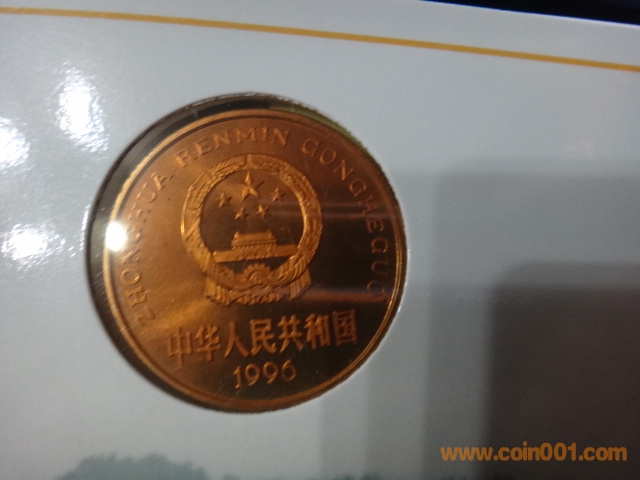 ZHONGHUA RENMIN GONGHEGUO
中华人民共和国
1996
www.coin001.com